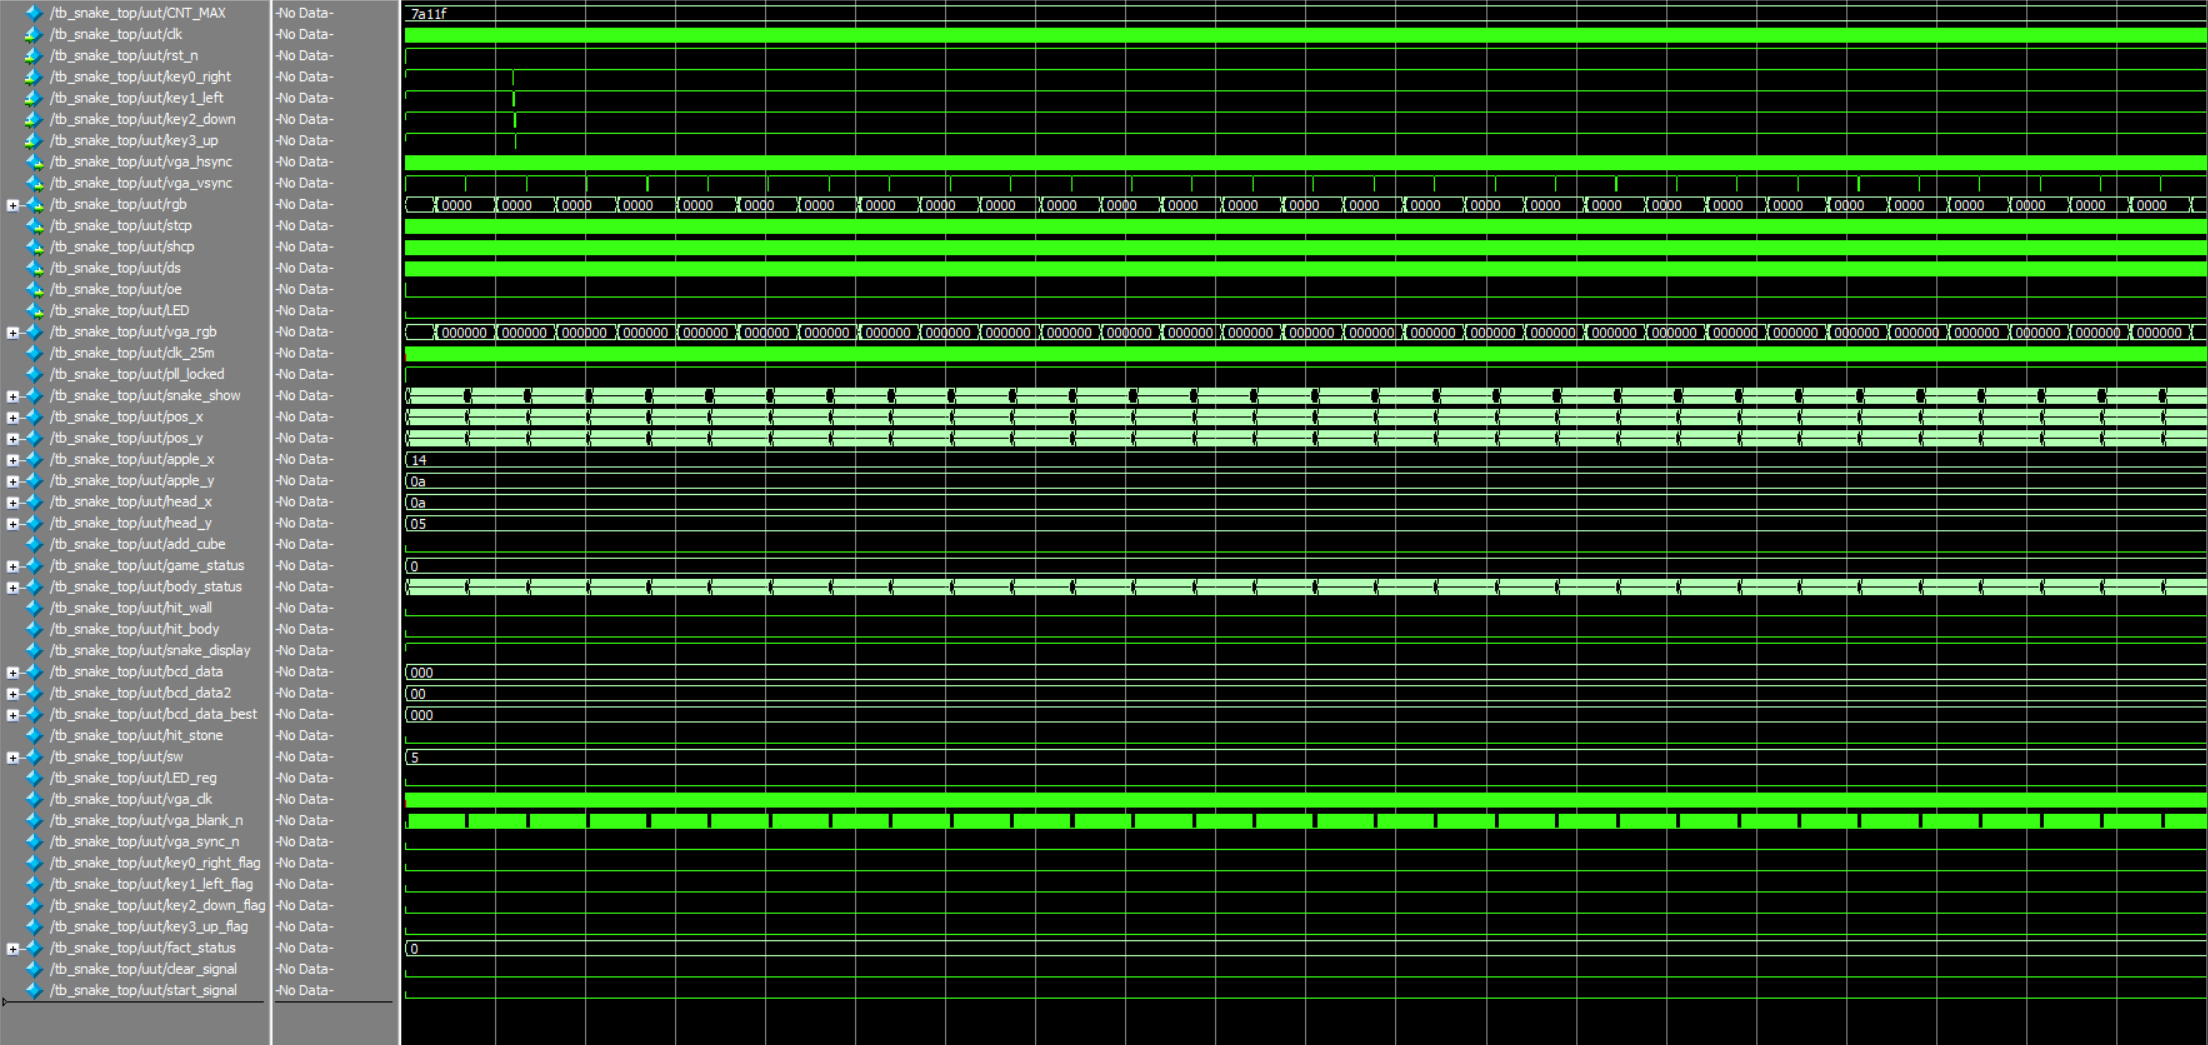 /tb_snake_top/uut/CNT_MAX -No Data- 7a11f
/tb_snake_top/uut/clk -No Data-
/tb_snake_top/uut/rst_n -No Data-
/tb_snake_top/uut/key0_right -No Data-
/tb_snake_top/uut/key1_left -No Data-
/tb_snake_top/uut/key2_down -No Data-
/tb_snake_top/uut/key3_up -No Data-
/tb_snake_top/uut/vga_hsync -No Data-
/tb_snake_top/uut/vga_vsync -No Data-
/tb_snake_top/uut/rgb -No Data- 0000 0000 0000 0000 0000 0000 0000 0000 0000 0000 0000 0000 0000 0000 0000 0000 0000 0000 0000 0000 0000 0000 0000 0000 0000 0000 0000 0000 0000
/tb_snake_top/uut/stcp -No Data-
/tb_snake_top/uut/shcp -No Data-
/tb_snake_top/uut/ds -No Data-
/tb_snake_top/uut/oe -No Data-
/tb_snake_top/uut/LED -No Data-
/tb_snake_top/uut/vga_rgb -No Data- 000000 000000 000000 000000 000000 000000 000000 000000 000000 000000 000000 000000 000000 000000 000000 000000 000000 000000 000000 000000 000000 000000 000000 000000 000000 000000 000000 000000 000000
/tb_snake_top/uut/clk_25m -No Data-
/tb_snake_top/uut/pll_locked -No Data-
/tb_snake_top/uut/snake_show -No Data-
/tb_snake_top/uut/pos_x -No Data-
/tb_snake_top/uut/pos_y -No Data-
/tb_snake_top/uut/apple_x -No Data- 14
/tb_snake_top/uut/apple_y -No Data- 0a
/tb_snake_top/uut/head_x -No Data- 0a
/tb_snake_top/uut/head_y -No Data- 05
/tb_snake_top/uut/add_cube -No Data-
/tb_snake_top/uut/game_status -No Data- 0
/tb_snake_top/uut/body_status -No Data-
/tb_snake_top/uut/hit_wall -No Data-
/tb_snake_top/uut/hit_body -No Data-
/tb_snake_top/uut/snake_display -No Data-
/tb_snake_top/uut/bcd_data -No Data- 000
/tb_snake_top/uut/bcd_data2 -No Data- 00
/tb_snake_top/uut/bcd_data_best -No Data- 000
/tb_snake_top/uut/hit_stone -No Data-
/tb_snake_top/uut/sw -No Data- 5
/tb_snake_top/uut/LED_reg -No Data-
/tb_snake_top/uut/vga_clk -No Data-
/tb_snake_top/uut/vga_blank_n -No Data-
/tb_snake_top/uut/vga_sync_n -No Data-
/tb_snake_top/uut/key0_right_flag -No Data-
/tb_snake_top/uut/key1_left_flag -No Data-
/tb_snake_top/uut/key2_down_flag -No Data-
/tb_snake_top/uut/key3_up_flag -No Data-
/tb_snake_top/uut/fact_status -No Data- 0
/tb_snake_top/uut/clear_signal -No Data-
/tb_snake_top/uut/start_signal -No Data-